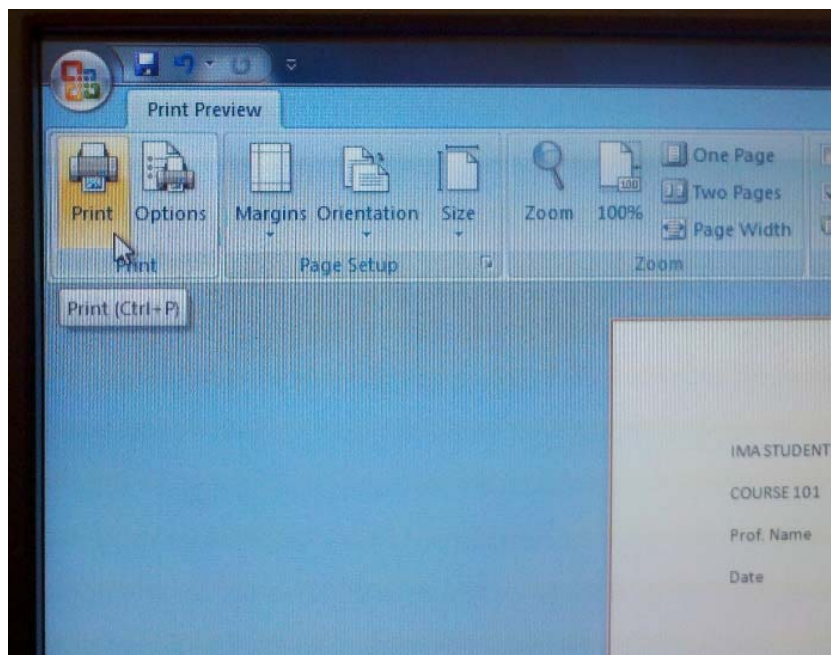 Print Preview
Print Options Margins Orientation Size Zoom 100% One Page
Two Pages
Page Width
100
Print Page Setup Zoom
Print (Ctrl+P)
IMA STUDENT
COURSE 101
Prof. Name
Date